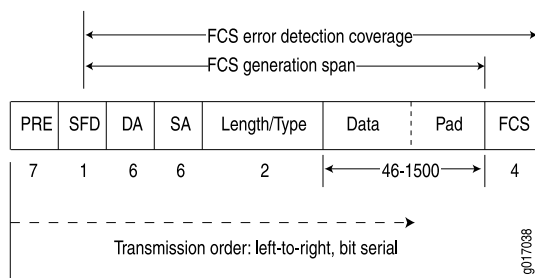 FCS error detection coverage
FCS generation span
PRE SFD DA SA Length/Type Data Pad FCS
7 1 6 6 2 46-1500 4
Transmission order: left-to-right, bit serial
g017038